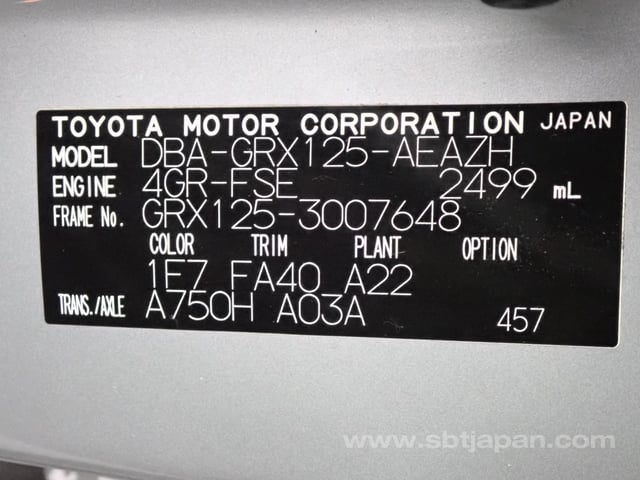 TOYOTA MOTOR CORPORATION JAPAN
MODEL DBA-GRX125-AEAZH
ENGINE 4GR-FSE 2499 mL
FRAME No. GRX125-3007648
COLOR TRIM PLANT OPTION
1E7 FA40 A22
TRANS./AXLE A750H A03A 457
www.sbtjapan.com